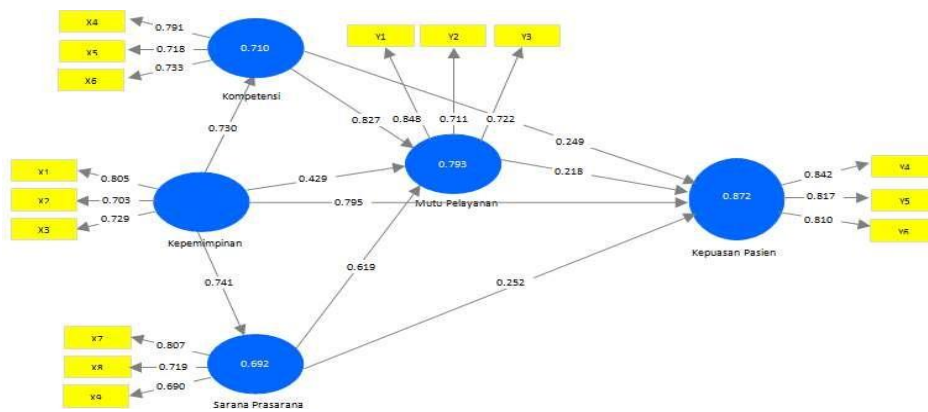 X4
0.791
X5
0.718
X6
0.733
0.710
Kompetensi
Y1
Y2
Y3
0.730
0.827
0.848
0.711
0.722
0.249
X1
0.805
X2
0.703
X3
0.729
Kepemimpinan
0.429
0.795
0.793
Mutu Pelayanan
0.218
0.872
Kepuasan Pasien
0.842
Y4
0.817
Y5
0.810
Y6
0.741
0.619
0.252
X7
0.807
X8
0.719
X9
0.690
0.692
Sarana Prasarana